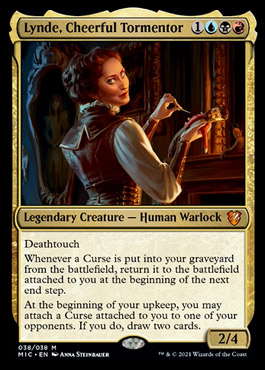 Lynde, Cheerful Tormentor 1
Legendary Creature — Human Warlock
Deathtouch
Whenever a Curse is put into your graveyard
from the battlefield, return it to the battlefield
attached to you at the beginning of the next
end step.
At the beginning of your upkeep, you may
attach a Curse attached to you to one of your
opponents. If you do, draw two cards.
2/4
038/038 M
MIC • EN Anna Steinbauer
™ & © 2021 Wizards of the Coast